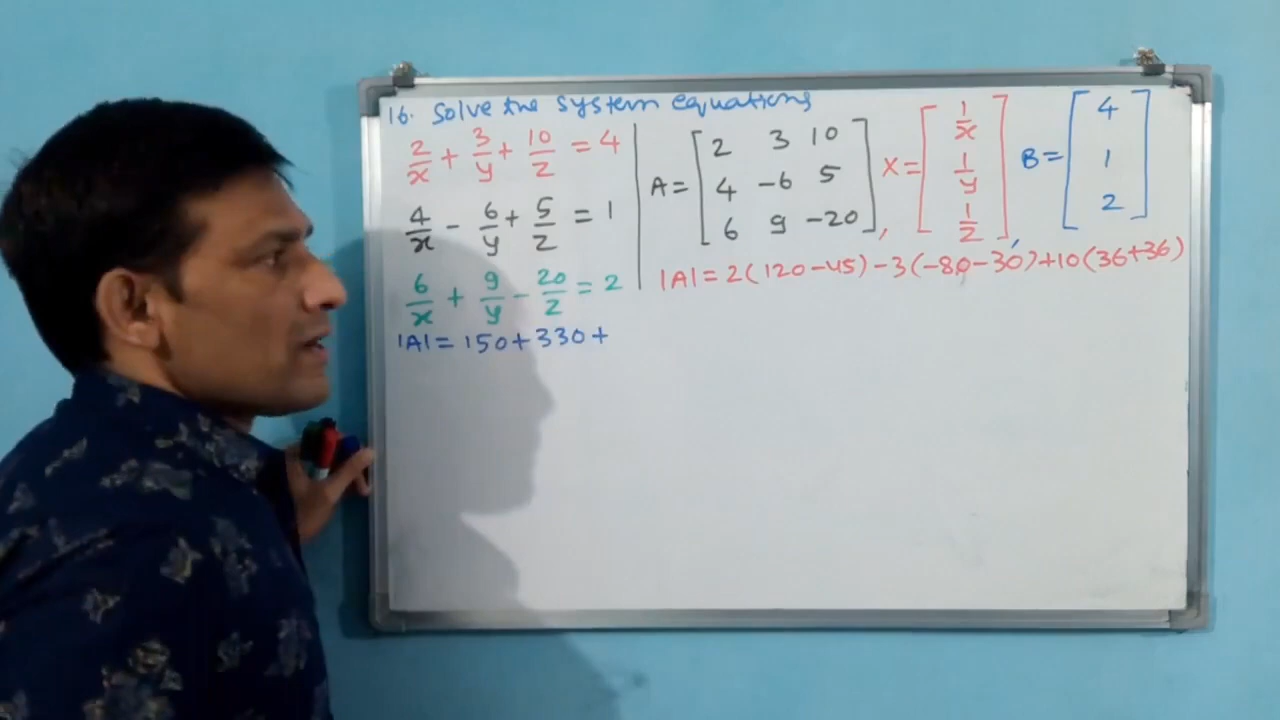 16. Solve the system equations
2/x + 3/y + 10/z = 4
4/x - 6/y + 5/z = 1
6/x + 9/y - 20/z = 2
A = [2 3 10
4 -6 5
6 9 -20],
X = [1/x
1/y
1/z],
B = [4
1
2]
|A| = 2(120-45) -3(-80-30)+10(36+36)
|A| = 150+330+